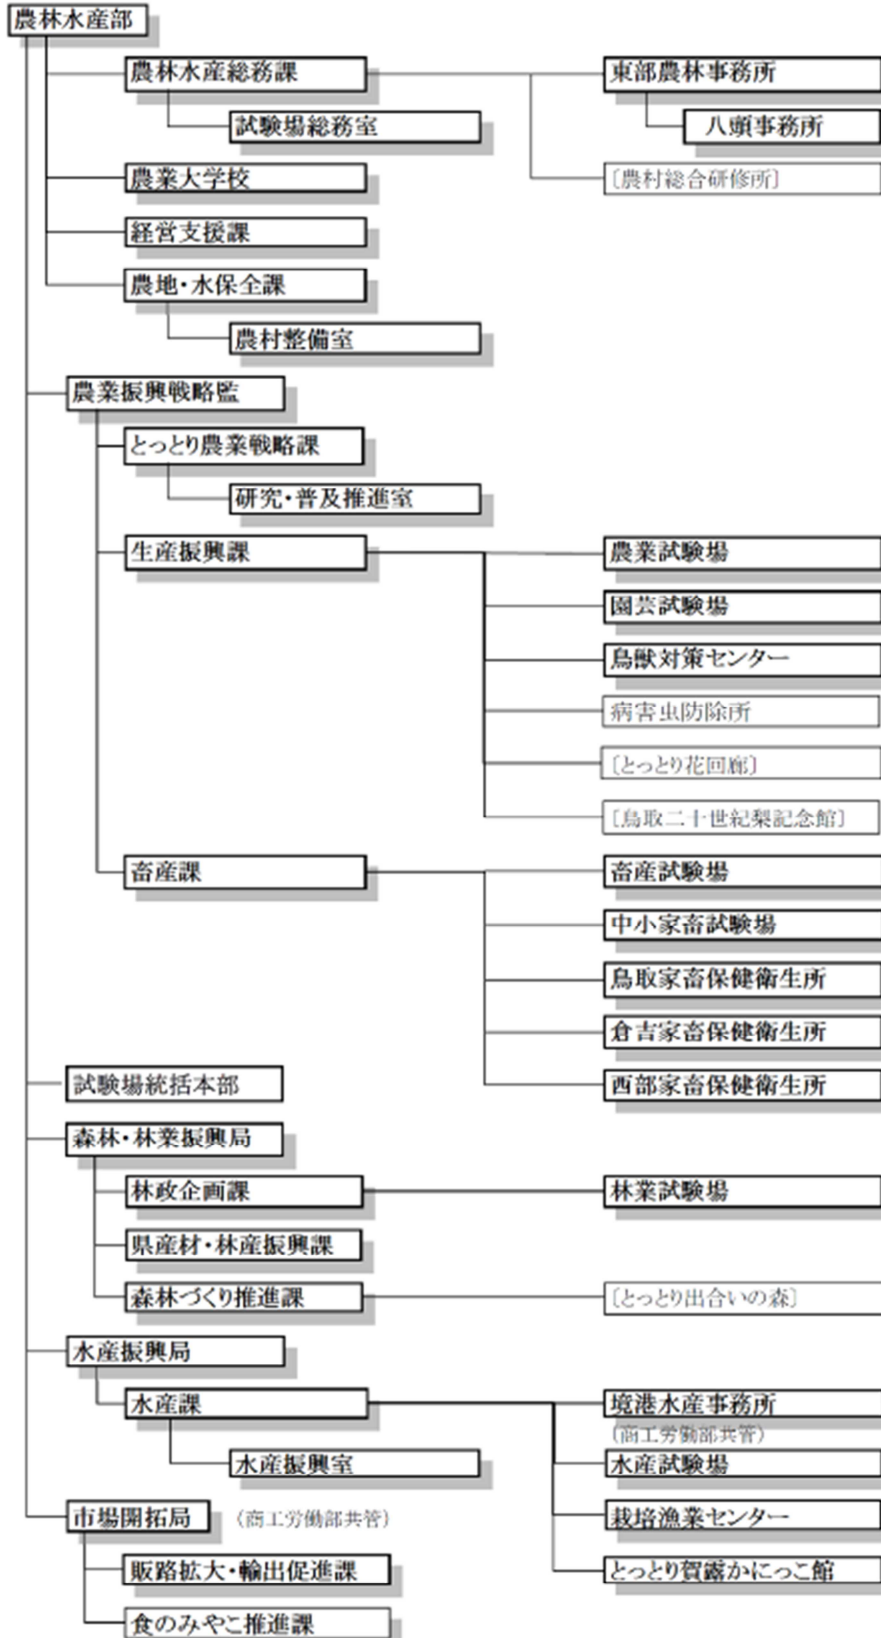 農林水産部
農林水産総務課
東部農林事務所
試験場総務室
八頭事務所
農業大学校
〔農村総合研修所〕
経営支援課
農地・水保全課
農村整備室
農業振興戦略監
とっとり農業戦略課
研究・普及推進室
生産振興課
農業試験場
園芸試験場
鳥獣対策センター
病害虫防除所
〔とっとり花回廊〕
〔鳥取二十世紀梨記念館〕
畜産課
畜産試験場
中小家畜試験場
鳥取家畜保健衛生所
倉吉家畜保健衛生所
西部家畜保健衛生所
試験場統括本部
森林・林業振興局
林政企画課
林業試験場
県産材・林産振興課
森林づくり推進課
〔とっとり出合いの森〕
水産振興局
水産課
境港水産事務所
(商工労働部共管)
水産振興室
水産試験場
市場開拓局 (商工労働部共管)
栽培漁業センター
販路拡大・輸出促進課
とっとり賀露かにっこ館
食のみやこ推進課